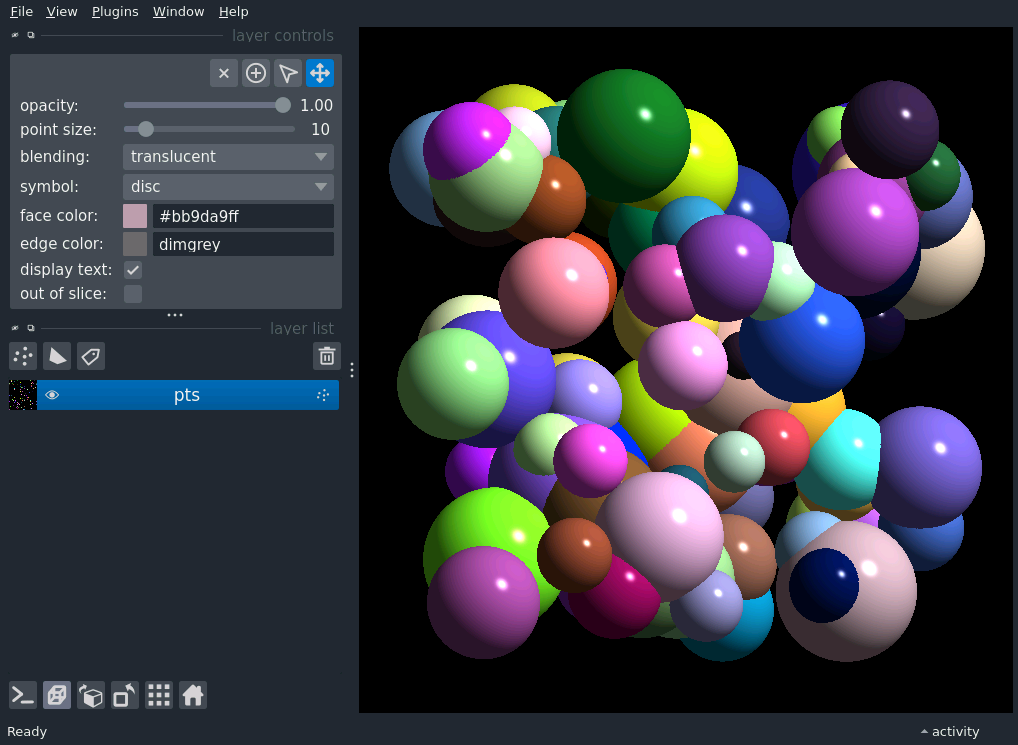 File View Plugins Window Help
layer controls
opacity: 1.00
point size: 10
blending: translucent
symbol: disc
face color: #bb9da9ff
edge color: dimgrey
display text:
out of slice:
layer list
pts
Ready activity